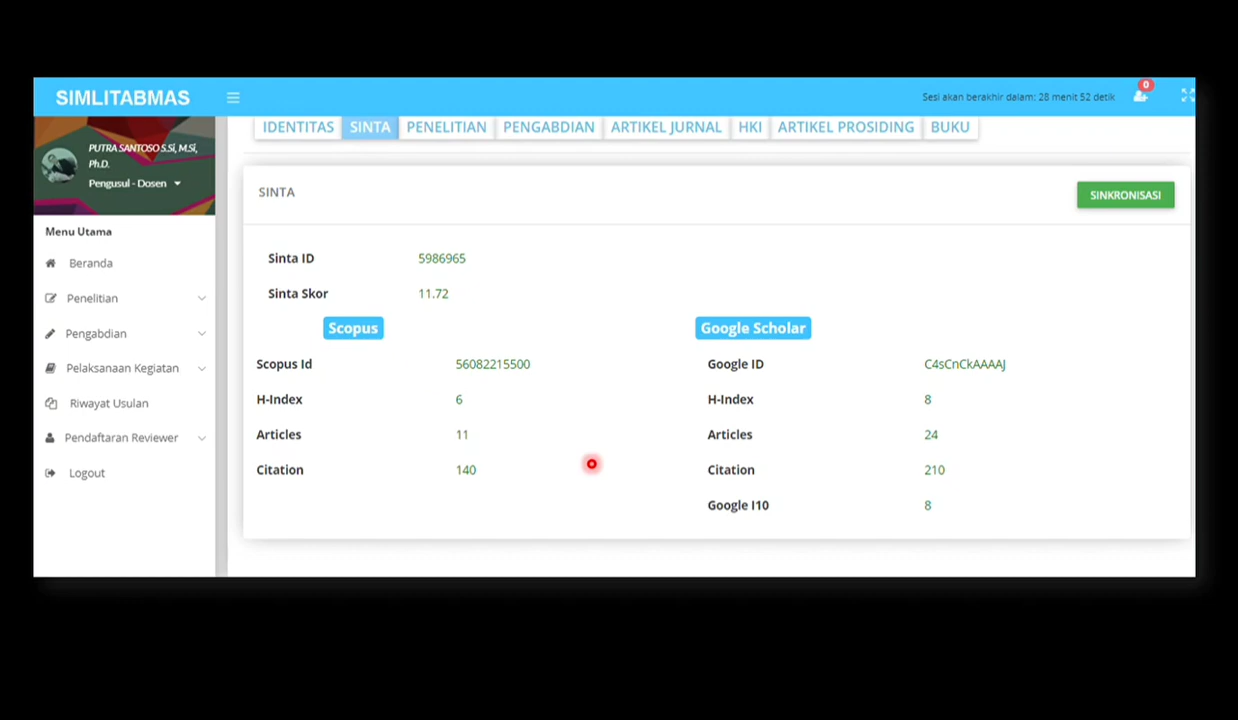 SIMLITABMAS
Sesi akan berakhir dalam: 28 menit 52 detik
0
PUTRA SANTOSO S.Si, M.Si,
Ph.D.
Pengusul - Dosen
Menu Utama
Beranda
Penelitian
Pengabdian
Pelaksanaan Kegiatan
Riwayat Usulan
Pendaftaran Reviewer
Logout
IDENTITAS SINTA PENELITIAN PENGABDIAN ARTIKEL JURNAL HKI ARTIKEL PROSIDING BUKU
SINTA
SINKRONISASI
Sinta ID 5986965
Sinta Skor 11.72
Scopus
Scopus Id 56082215500
H-Index 6
Articles 11
Citation 140
Google Scholar
Google ID C4sCnCkAAAAJ
H-Index 8
Articles 24
Citation 210
Google I10 8